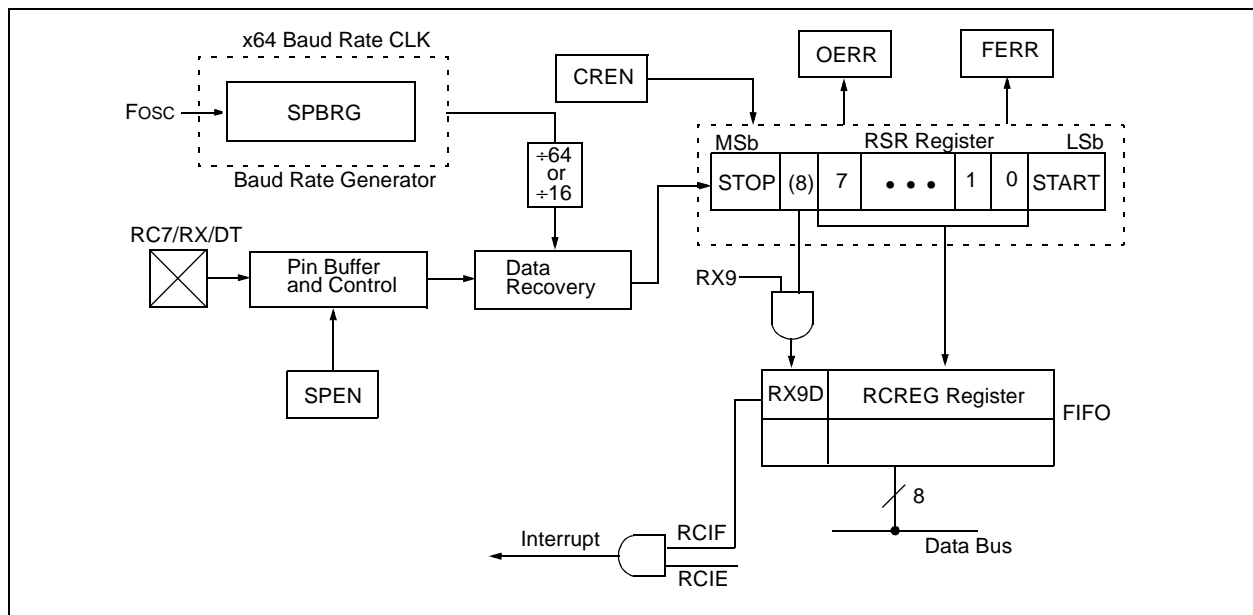 x64 Baud Rate CLK
FOSC
SPBRG
Baud Rate Generator
CREN
OERR
FERR
÷64
or
÷16
MSb
RSR Register
LSb
STOP
(8)
7
• • •
1
0
START
RC7/RX/DT
Pin Buffer
and Control
Data
Recovery
RX9
SPEN
RX9D
RCREG Register
FIFO
8
Data Bus
Interrupt
RCIF
RCIE